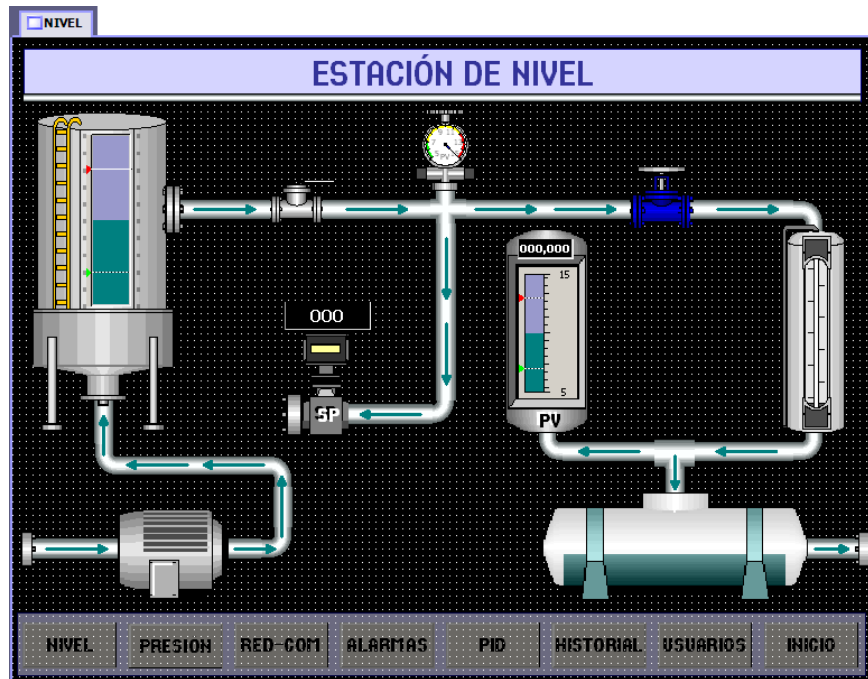 NIVEL
ESTACIÓN DE NIVEL
PV
000,000
15
5
PV
000
SP
NIVEL
PRESION
RED-COM
ALARMAS
PID
HISTORIAL
USUARIOS
INICIO